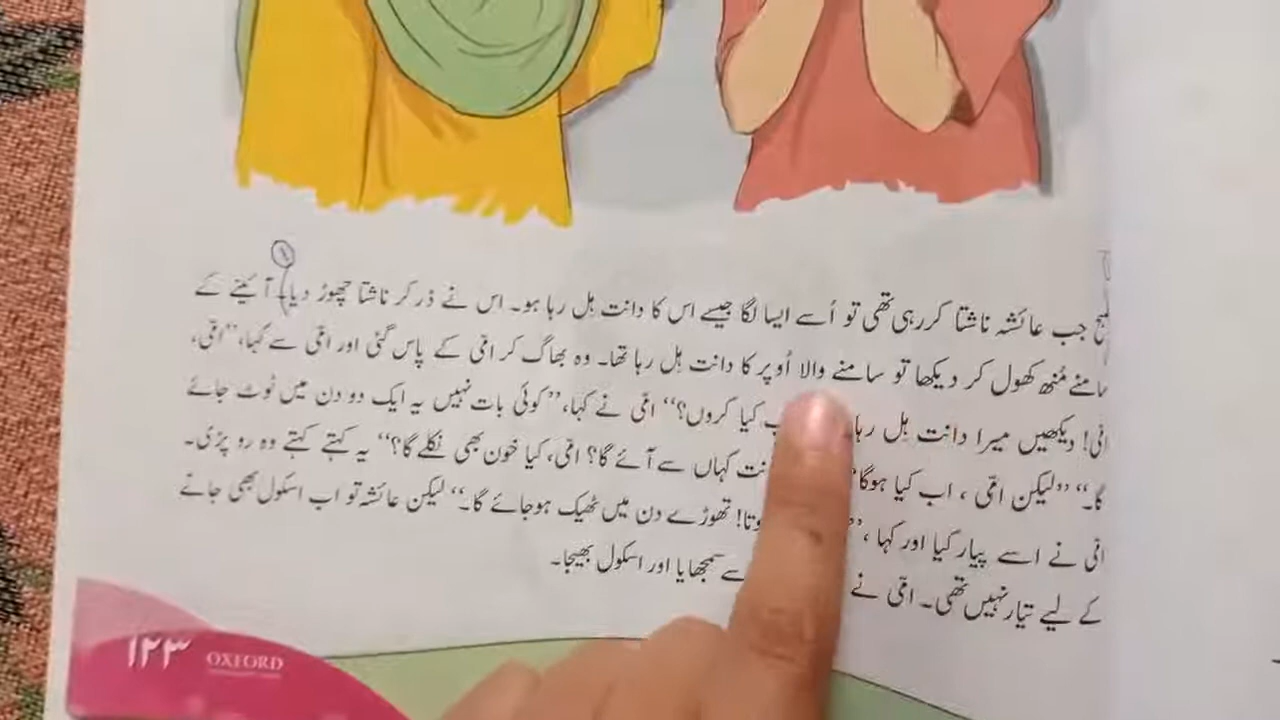 جب عائشہ ناشتا کر رہی تھی تو اُسے ایسا لگا جیسے اس کا دانت ہل رہا ہو۔ اس نے ڈر کر ناشتا چھوڑ دیا۔ آئینے کے
سامنے مُنھ کھول کر دیکھا تو سامنے والا اُوپر کا دانت ہل رہا تھا۔ وہ بھاگ کر امّی کے پاس گئی اور امّی سے کہا، ”امّی،
امّی! دیکھیں میرا دانت ہل رہا کیا کروں؟“ امّی نے کہا، ”کوئی بات نہیں یہ ایک دو دن میں ٹوٹ جائے
گا۔“ ”لیکن امّی، اب کیا ہوگا کہاں سے آئے گا؟ امّی، کیا خون بھی نکلے گا؟“ یہ کہتے کہتے وہ رو پڑی۔
امّی نے اسے پیار کیا اور کہا، ” تھوڑے دن میں ٹھیک ہوجائے گا۔“ لیکن عائشہ تو اب اسکول بھی جانے
کے لیے تیار نہیں تھی۔ امّی نے سمجھایا اور اسکول بھیجا۔
۱۲۳ OXFORD